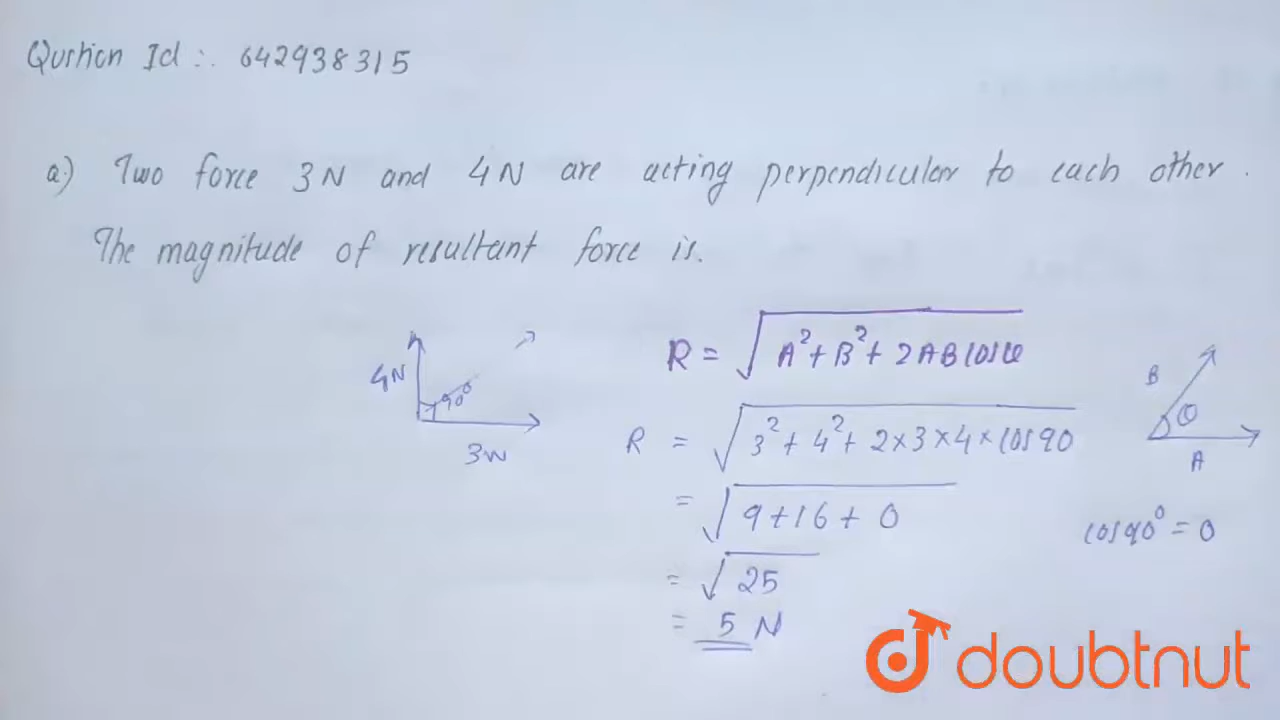 Qustion Id :. 642938315
a.) Two force 3N and 4N are acting perpendicular to each other.
The magnitude of resultant force is.
4N
90°
3N
R = √A²+B²+2ABcosθ
R = √3²+4²+2×3×4×cos90
= √9+16+0
= √25
= 5 N
B
θ
A
cos90° = 0
doubtnut